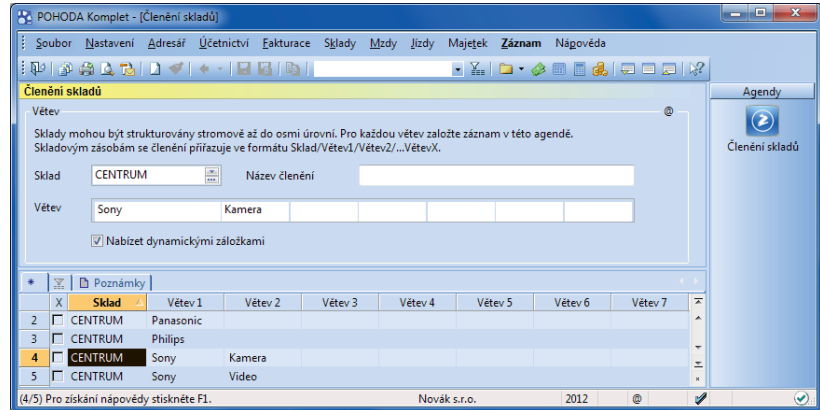 POHODA Komplet - [Členění skladů]
Soubor Nastavení Adresář Účetnictví Fakturace Sklady Mzdy Jízdy Majetek Záznam Nápověda
Členění skladů
Agendy
Větev @
Sklady mohou být strukturovány stromově až do osmi úrovní. Pro každou větev založte záznam v této agendě.
Skladovým zásobám se členění přiřazuje ve formátu Sklad/Větev1/Větev2/...VětevX.
Členění skladů
Sklad CENTRUM Název členění
Větev Sony Kamera
Nabízet dynamickými záložkami
* Poznámky
X Sklad Větev 1 Větev 2 Větev 3 Větev 4 Větev 5 Větev 6 Větev 7
2 CENTRUM Panasonic
3 CENTRUM Philips
4 CENTRUM Sony Kamera
5 CENTRUM Sony Video
(4/5) Pro získání nápovědy stiskněte F1. Novák s.r.o. 2012 @